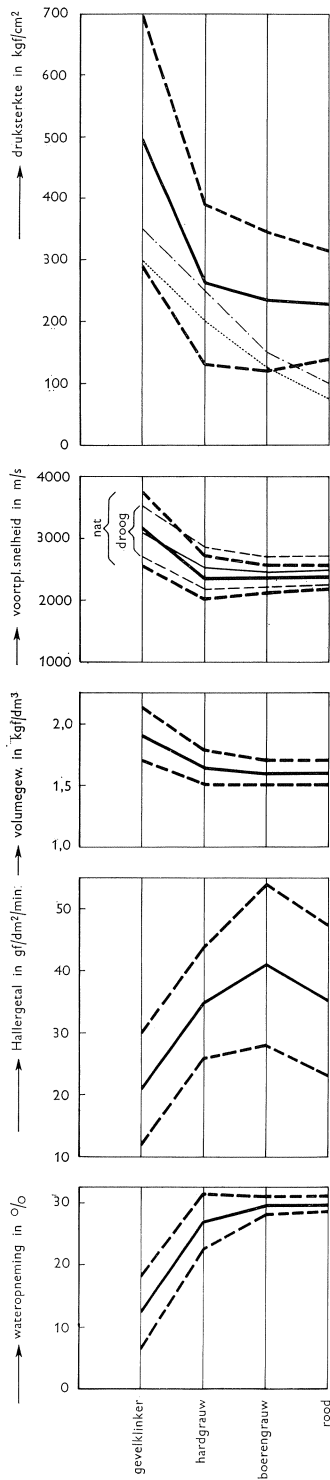 druksterkte in kgf/cm²
700
600
500
400
300
200
100
0
voortpl. snelheid in m/s
4000
3000
2000
1000
nat
droog
volumegew. in kgf/dm³
2,0
1,5
1,0
Hallergetal in gf/dm²/min.
50
40
30
20
10
wateropneming in %
30
20
10
0
gevelklinker
hardgrauw
boerengrauw
rood